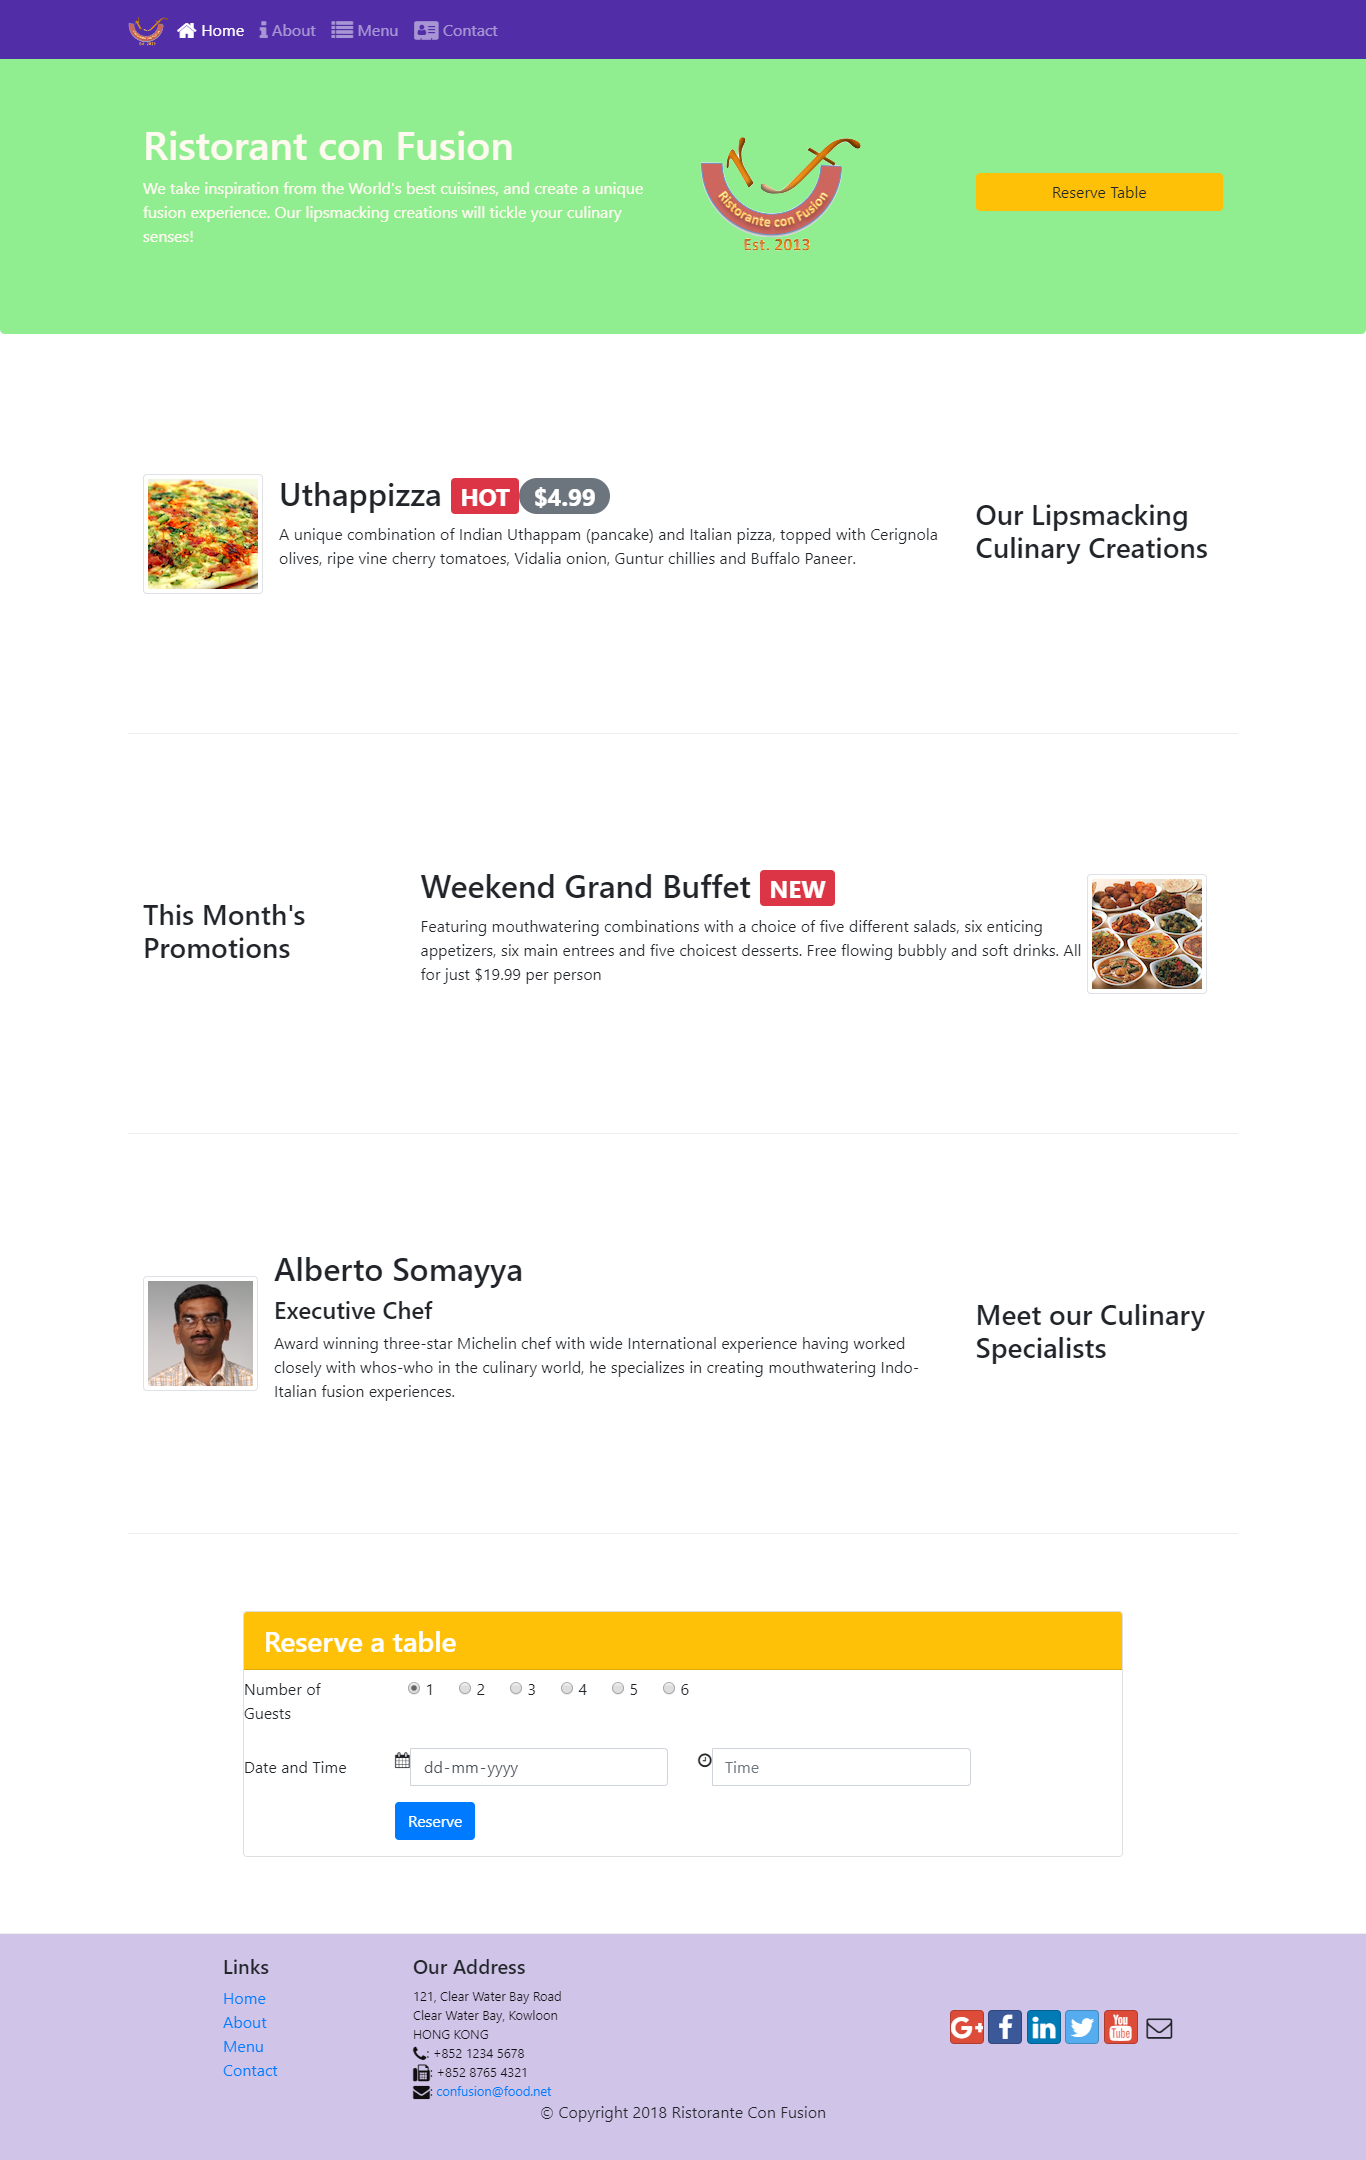 Home About Menu Contact
Ristorant con Fusion
We take inspiration from the World's best cuisines, and create a unique
fusion experience. Our lipsmacking creations will tickle your culinary
senses!
Ristorante con Fusion
Est. 2013
Reserve Table
Uthappizza HOT $4.99
A unique combination of Indian Uthappam (pancake) and Italian pizza, topped with Cerignola
olives, ripe vine cherry tomatoes, Vidalia onion, Guntur chillies and Buffalo Paneer.
Our Lipsmacking
Culinary Creations
This Month's
Promotions
Weekend Grand Buffet NEW
Featuring mouthwatering combinations with a choice of five different salads, six enticing
appetizers, six main entrees and five choicest desserts. Free flowing bubbly and soft drinks. All
for just $19.99 per person
Alberto Somayya
Executive Chef
Award winning three-star Michelin chef with wide International experience having worked
closely with whos-who in the culinary world, he specializes in creating mouthwatering Indo-
Italian fusion experiences.
Meet our Culinary
Specialists
Reserve a table
Number of
Guests
1 2 3 4 5 6
Date and Time
dd-mm-yyyy
Time
Reserve
Links
Home
About
Menu
Contact
Our Address
121, Clear Water Bay Road
Clear Water Bay, Kowloon
HONG KONG
: +852 1234 5678
: +852 8765 4321
: confusion@food.net
G+ f in You Tube
© Copyright 2018 Ristorante Con Fusion